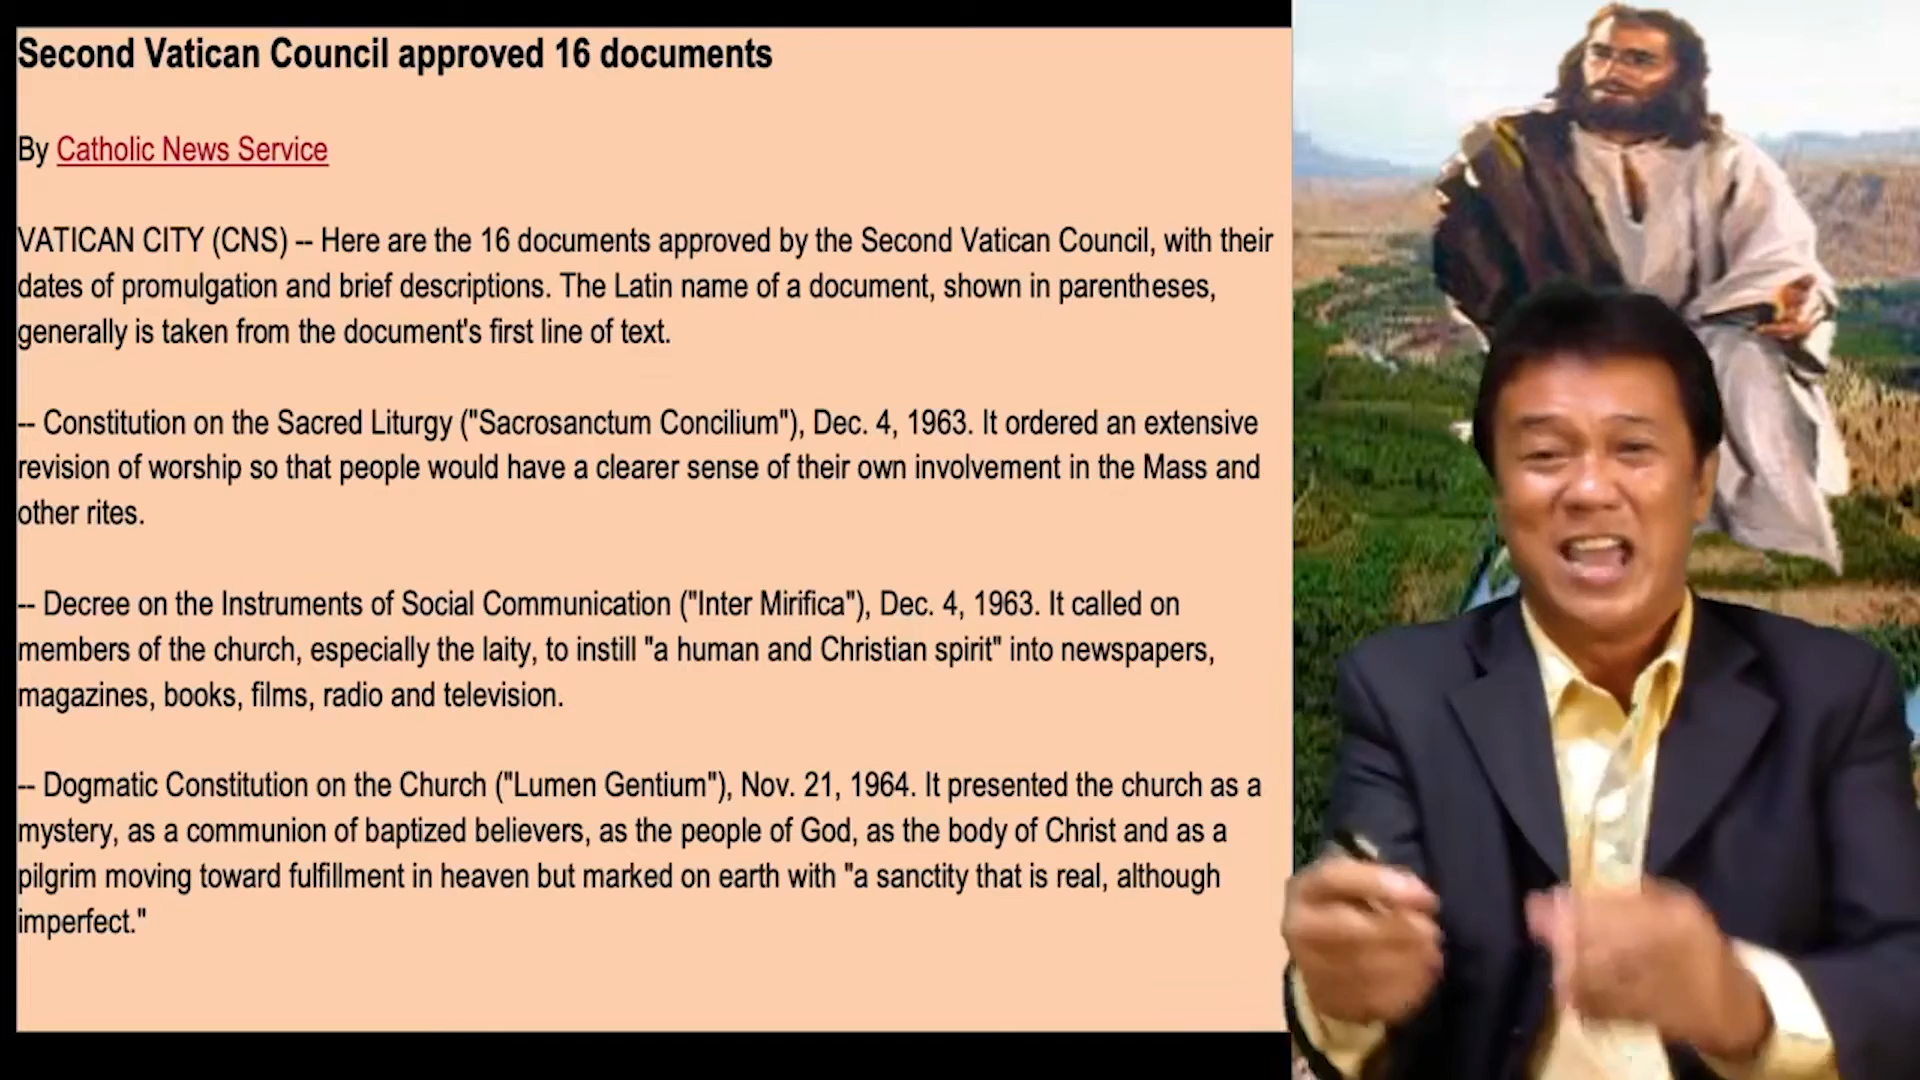 Second Vatican Council approved 16 documents
By Catholic News Service
VATICAN CITY (CNS) -- Here are the 16 documents approved by the Second Vatican Council, with their
dates of promulgation and brief descriptions. The Latin name of a document, shown in parentheses,
generally is taken from the document's first line of text.
-- Constitution on the Sacred Liturgy ("Sacrosanctum Concilium"), Dec. 4, 1963. It ordered an extensive
revision of worship so that people would have a clearer sense of their own involvement in the Mass and
other rites.
-- Decree on the Instruments of Social Communication ("Inter Mirifica"), Dec. 4, 1963. It called on
members of the church, especially the laity, to instill "a human and Christian spirit" into newspapers,
magazines, books, films, radio and television.
-- Dogmatic Constitution on the Church ("Lumen Gentium"), Nov. 21, 1964. It presented the church as a
mystery, as a communion of baptized believers, as the people of God, as the body of Christ and as a
pilgrim moving toward fulfillment in heaven but marked on earth with "a sanctity that is real, although
imperfect."